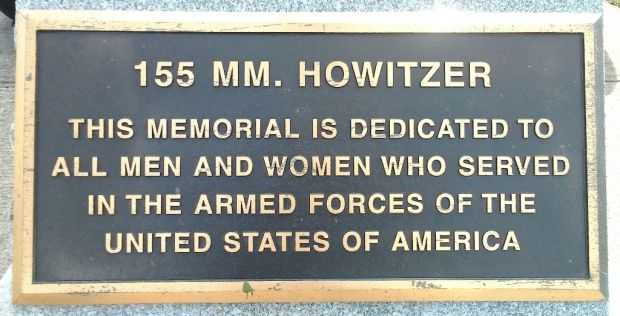 155 MM. HOWITZER
THIS MEMORIAL IS DEDICATED TO
ALL MEN AND WOMEN WHO SERVED
IN THE ARMED FORCES OF THE
UNITED STATES OF AMERICA